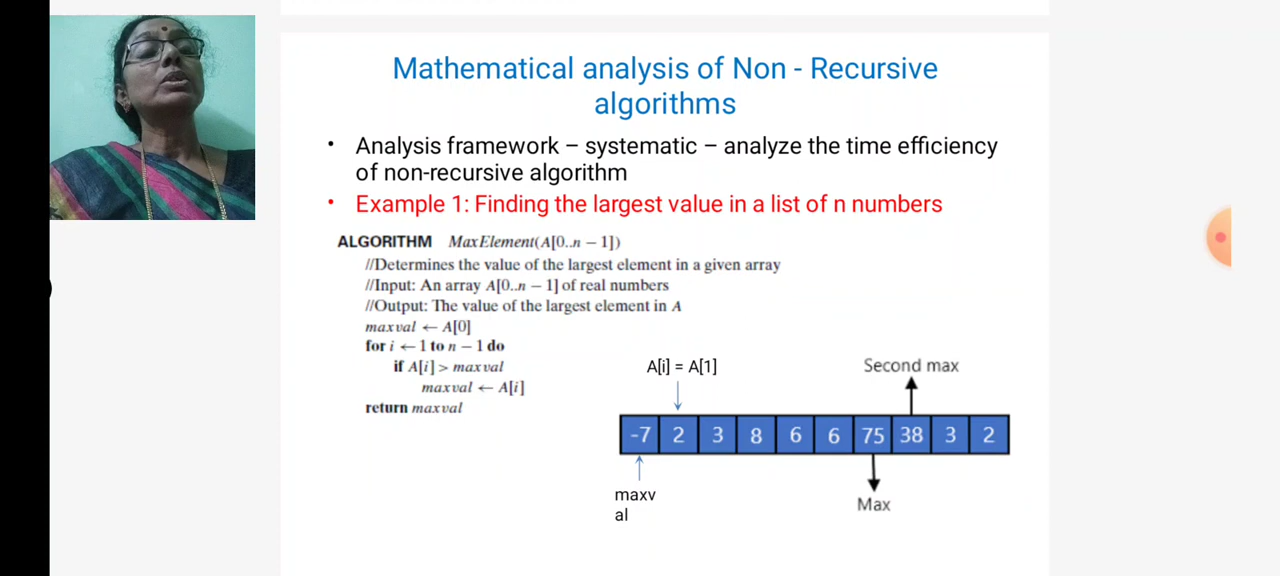 Mathematical analysis of Non - Recursive
algorithms
• Analysis framework – systematic – analyze the time efficiency
of non-recursive algorithm
• Example 1: Finding the largest value in a list of n numbers
ALGORITHM MaxElement(A[0..n − 1])
//Determines the value of the largest element in a given array
//Input: An array A[0..n − 1] of real numbers
//Output: The value of the largest element in A
maxval ← A[0]
for i ← 1 to n − 1 do
if A[i] > maxval
maxval ← A[i]
return maxval
A[i] = A[1]
Second max
-7 2 3 8 6 6 75 38 3 2
maxv
al
Max